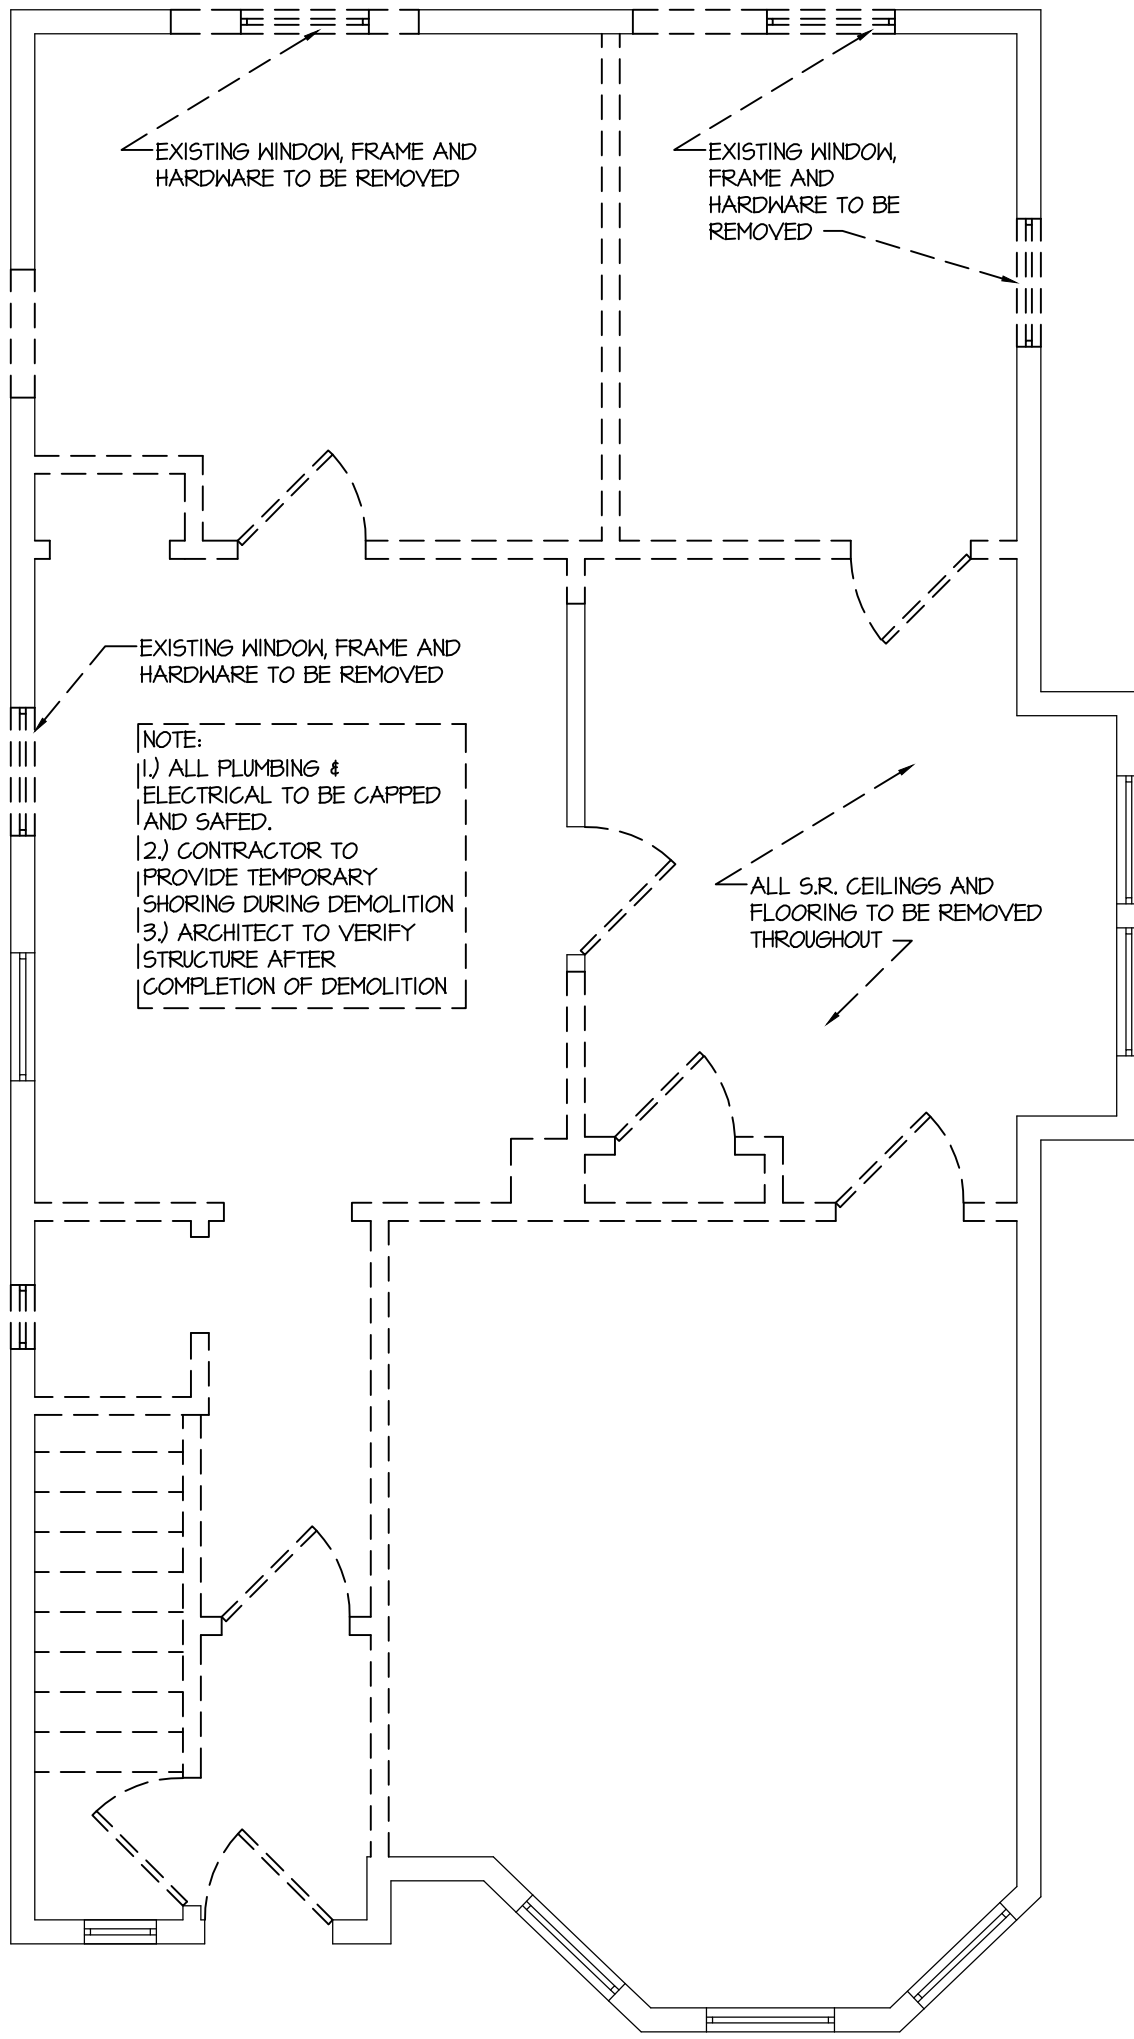 EXISTING WINDOW, FRAME AND
HARDWARE TO BE REMOVED
EXISTING WINDOW,
FRAME AND
HARDWARE TO BE
REMOVED
EXISTING WINDOW, FRAME AND
HARDWARE TO BE REMOVED
NOTE:
1.) ALL PLUMBING &
ELECTRICAL TO BE CAPPED
AND SAFED.
2.) CONTRACTOR TO
PROVIDE TEMPORARY
SHORING DURING DEMOLITION
3.) ARCHITECT TO VERIFY
STRUCTURE AFTER
COMPLETION OF DEMOLITION
ALL S.R. CEILINGS AND
FLOORING TO BE REMOVED
THROUGHOUT